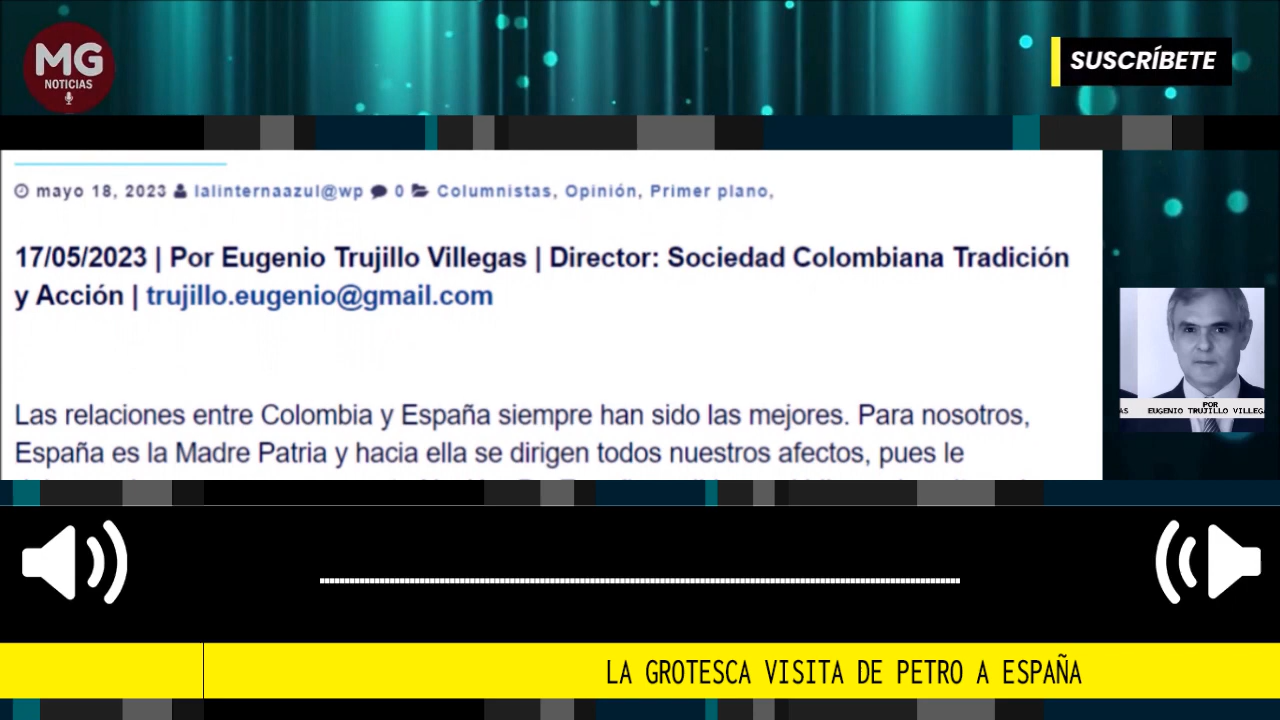 MG
NOTICIAS
SUSCRÍBETE
mayo 18, 2023 lalinternaazul@wp 0 Columnistas, Opinión, Primer plano,
17/05/2023 | Por Eugenio Trujillo Villegas | Director: Sociedad Colombiana Tradición
y Acción | trujillo.eugenio@gmail.com
Las relaciones entre Colombia y España siempre han sido las mejores. Para nosotros,
España es la Madre Patria y hacia ella se dirigen todos nuestros afectos, pues le
POR
AS EUGENIO TRUJILLO VILLEG
LA GROTESCA VISITA DE PETRO A ESPAÑA